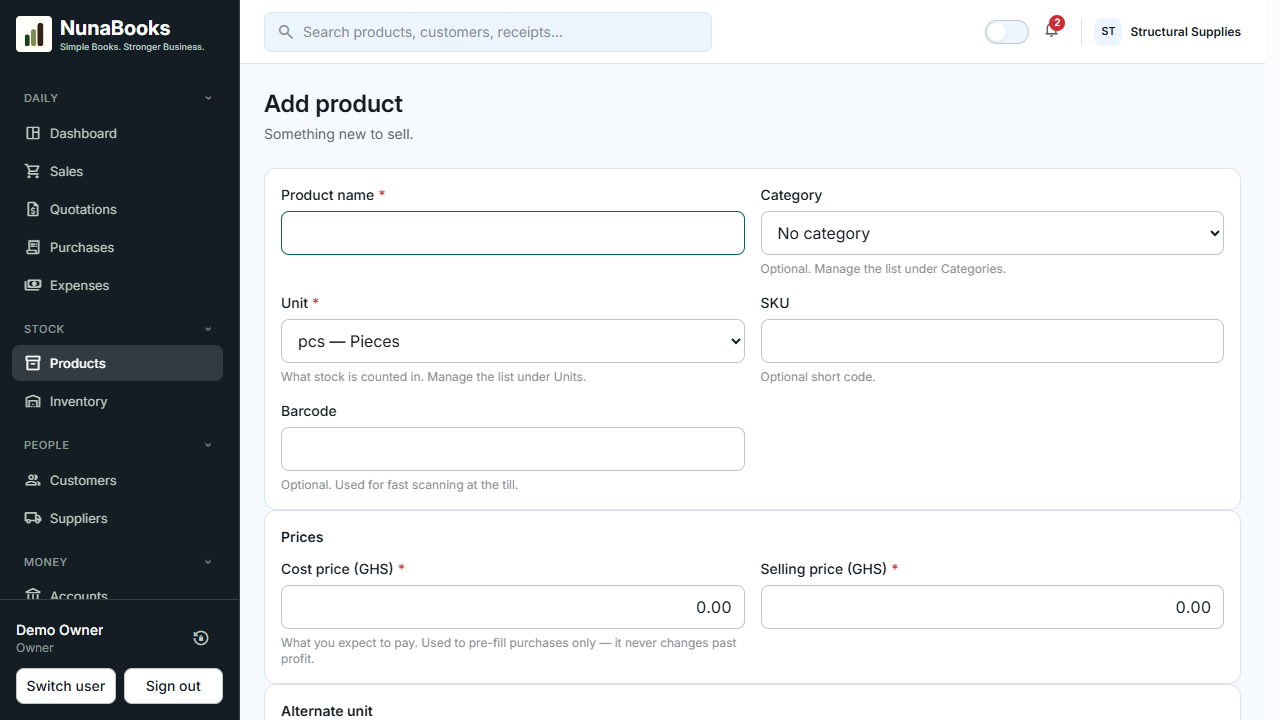 NunaBooks
Simple Books. Stronger Business.
DAILY
Dashboard
Sales
Quotations
Purchases
Expenses
STOCK
Products
Inventory
PEOPLE
Customers
Suppliers
MONEY
Accounts
Demo Owner
Owner
Switch user
Sign out
Search products, customers, receipts...
2
ST
Structural Supplies
Add product
Something new to sell.
Product name *
Category
No category
Optional. Manage the list under Categories.
Unit *
SKU
pcs — Pieces
What stock is counted in. Manage the list under Units.
Optional short code.
Barcode
Optional. Used for fast scanning at the till.
Prices
Cost price (GHS) *
Selling price (GHS) *
0.00
0.00
What you expect to pay. Used to pre-fill purchases only — it never changes past
profit.
Alternate unit